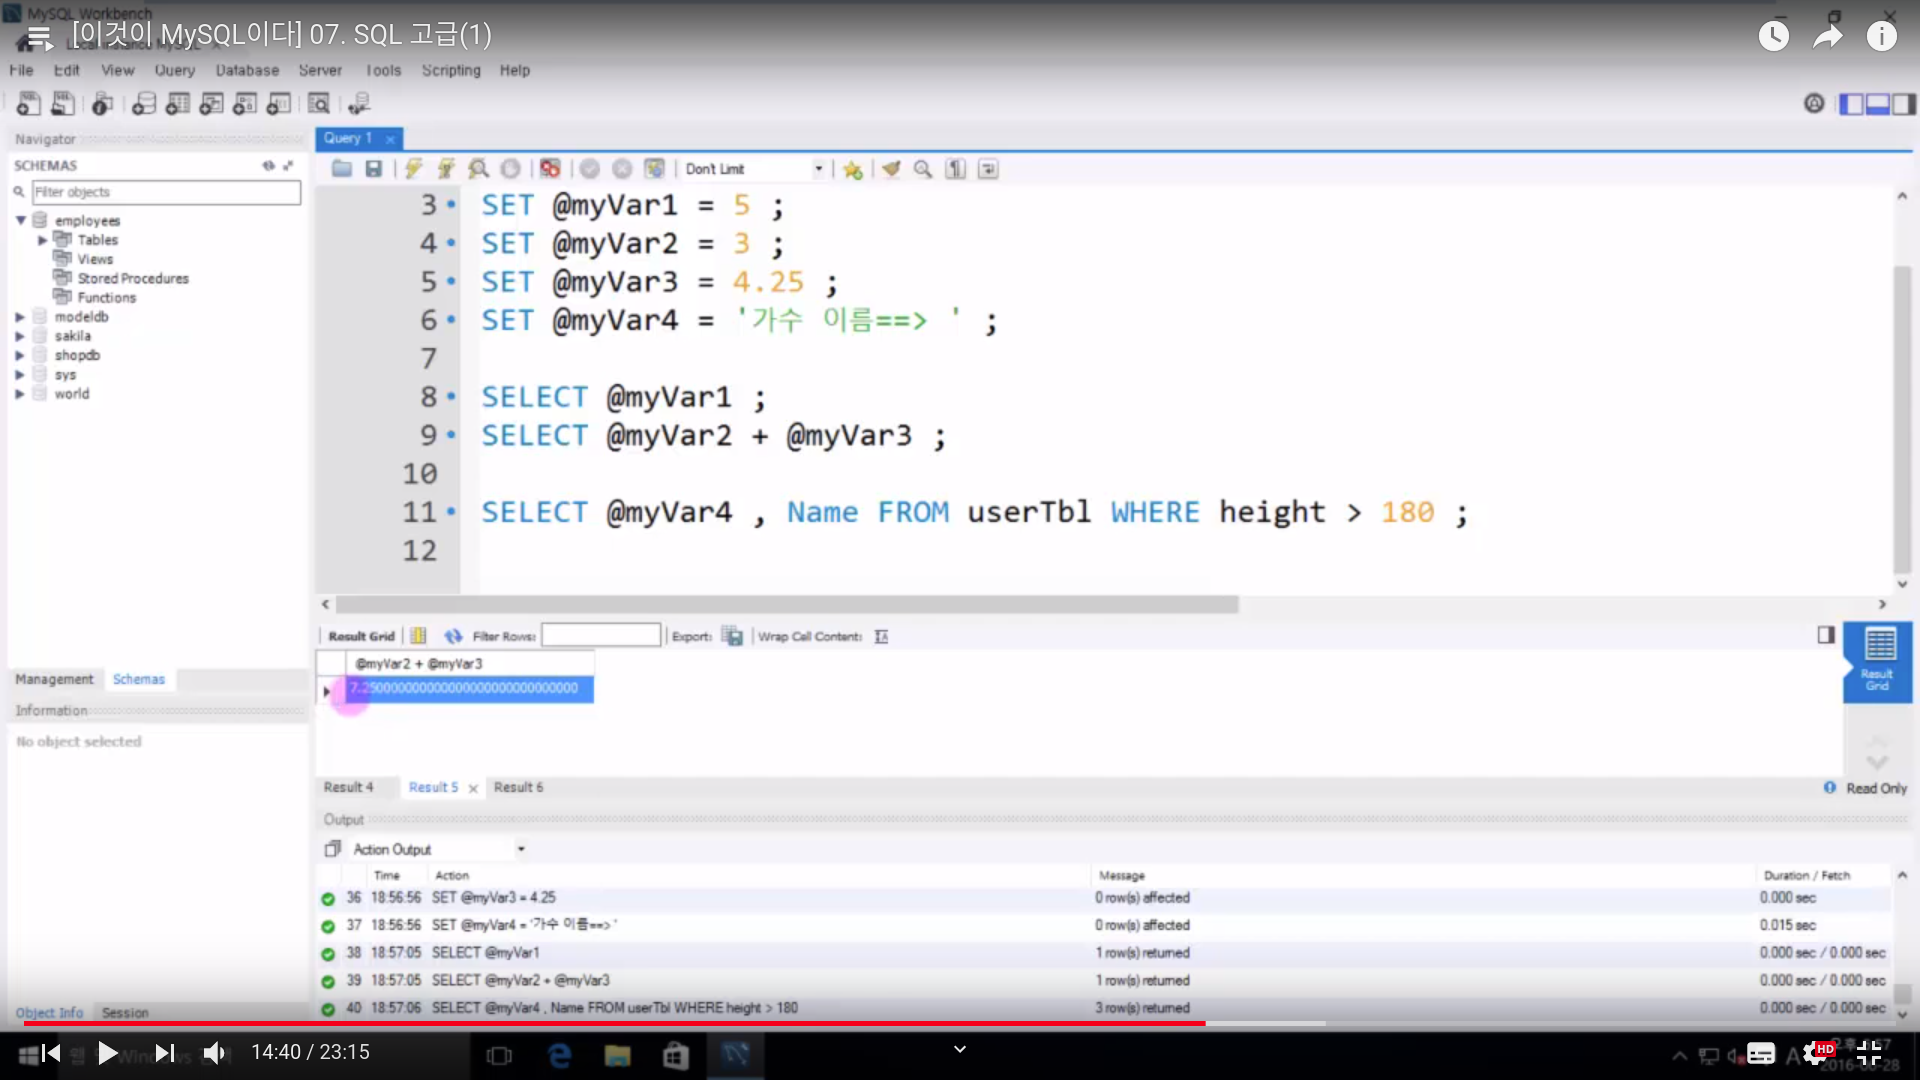 MySQL Workbench
[이것이 MySQL이다] 07. SQL 고급(1)
File Edit View Query Database Server Tools Scripting Help
Navigator
SCHEMAS
Filter objects
employees
Tables
Views
Stored Procedures
Functions
modeldb
sakila
shopdb
sys
world
Management Schemas
Information
No object selected
Object Info Session
Query 1
Don't Limit
3 SET @myVar1 = 5 ;
4 SET @myVar2 = 3 ;
5 SET @myVar3 = 4.25 ;
6 SET @myVar4 = '가수 이름==> ' ;
7
8 SELECT @myVar1 ;
9 SELECT @myVar2 + @myVar3 ;
10
11 SELECT @myVar4 , Name FROM userTbl WHERE height > 180 ;
12
Result Grid Filter Rows: Export: Wrap Cell Content:
@myVar2 + @myVar3
7.250000000000000000000000000000
Result Grid
Result 4 Result 5 Result 6
Read Only
Output
Action Output
Time Action Message Duration / Fetch
36 18:56:56 SET @myVar3 = 4.25 0 row(s) affected 0.000 sec
37 18:56:56 SET @myVar4 = '가수 이름==> ' 0 row(s) affected 0.015 sec
38 18:57:05 SELECT @myVar1 1 row(s) returned 0.000 sec / 0.000 sec
39 18:57:05 SELECT @myVar2 + @myVar3 1 row(s) returned 0.000 sec / 0.000 sec
40 18:57:06 SELECT @myVar4 , Name FROM userTbl WHERE height > 180 3 row(s) returned 0.000 sec / 0.000 sec
14:40 / 23:15
HD